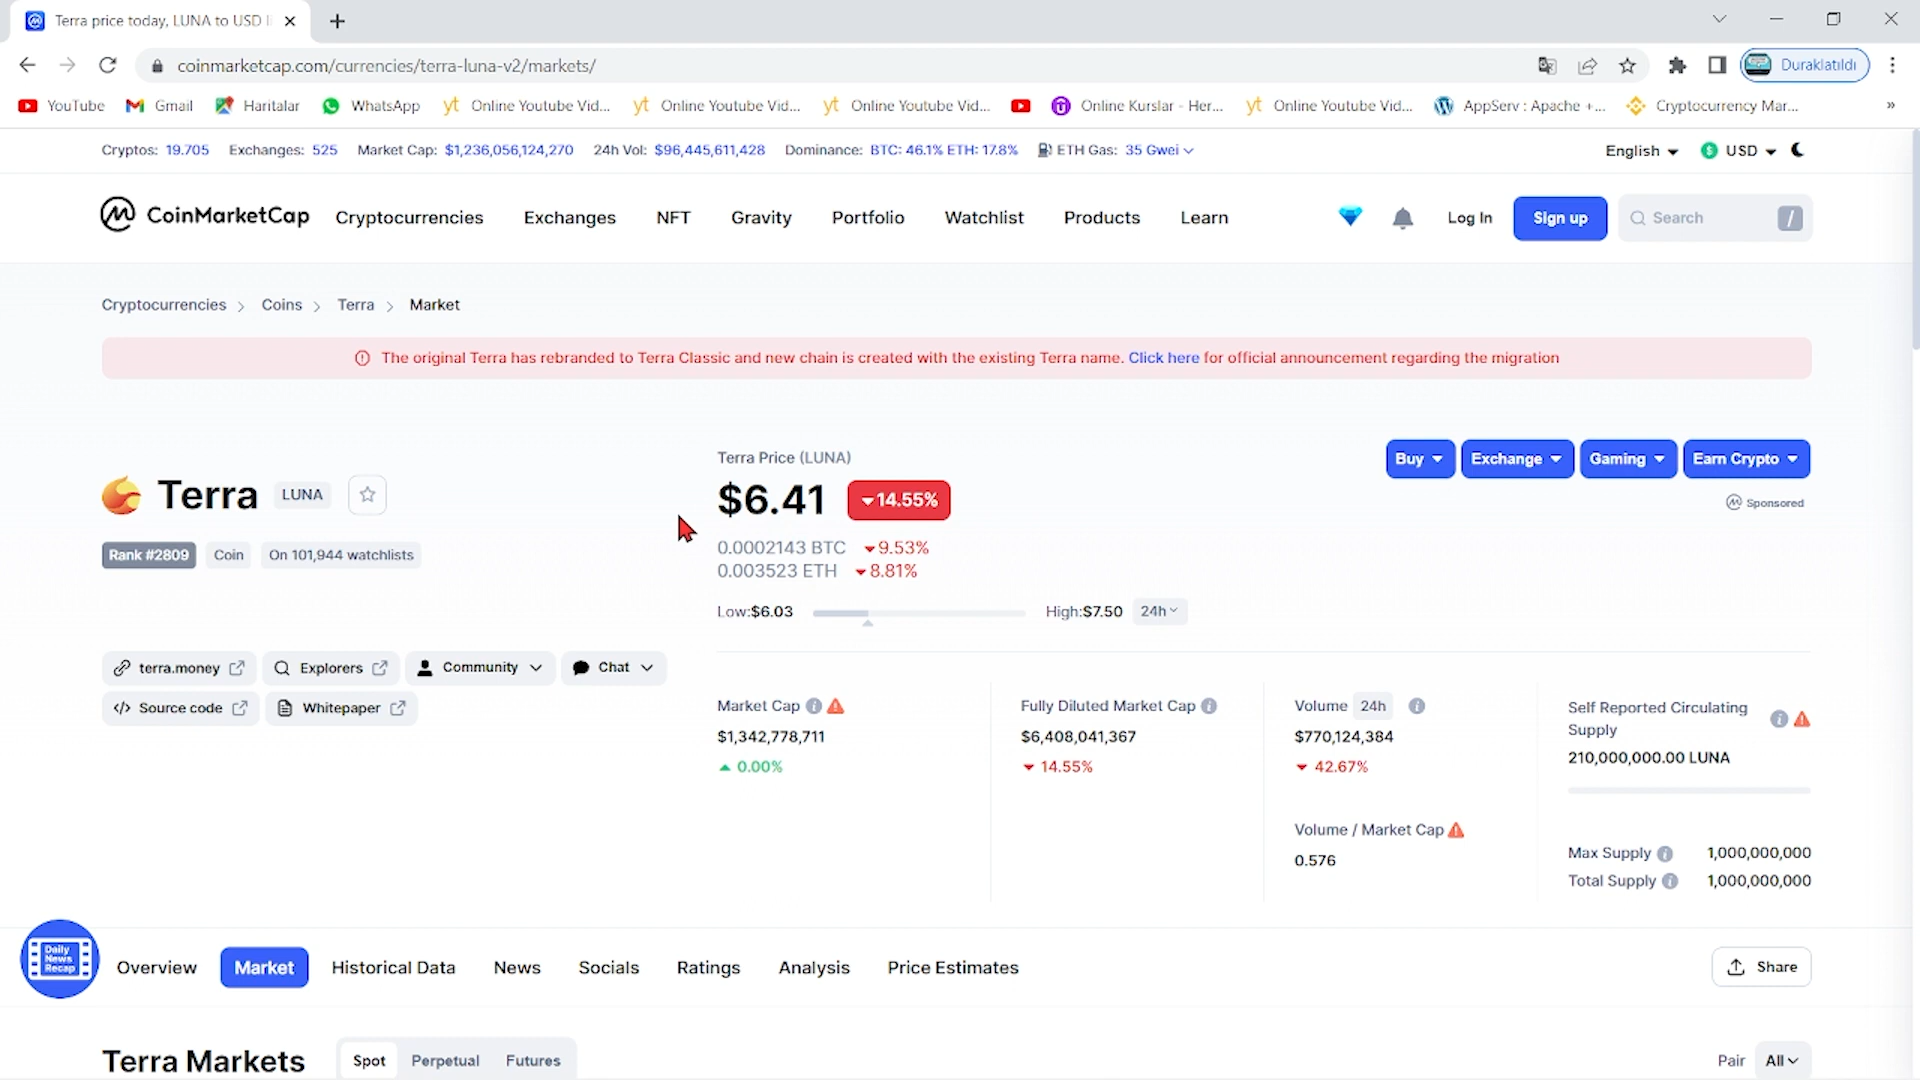 Terra price today, LUNA to USD
coinmarketcap.com/currencies/terra-luna-v2/markets/
Duraklatıldı
YouTube Gmail Haritalar WhatsApp Online Youtube Vid... Online Youtube Vid... Online Youtube Vid... Online Kurslar - Her... Online Youtube Vid... AppServ : Apache +... Cryptocurrency Mar... »
Cryptos: 19.705 Exchanges: 525 Market Cap: $1,236,056,124,270 24h Vol: $96,445,611,428 Dominance: BTC: 46.1% ETH: 17.8% ETH Gas: 35 Gwei
English USD
CoinMarketCap Cryptocurrencies Exchanges NFT Gravity Portfolio Watchlist Products Learn Log In Sign up Search /
Cryptocurrencies > Coins > Terra > Market
The original Terra has rebranded to Terra Classic and new chain is created with the existing Terra name. Click here for official announcement regarding the migration
Terra LUNA
Rank #2809 Coin On 101,944 watchlists
terra.money Explorers Community Chat
Source code Whitepaper
Terra Price (LUNA)
$6.41 14.55%
0.0002143 BTC 9.53%
0.003523 ETH 8.81%
Low:$6.03 High:$7.50 24h
Buy Exchange Gaming Earn Crypto
Sponsored
Market Cap
$1,342,778,711
0.00%
Fully Diluted Market Cap
$6,408,041,367
14.55%
Volume 24h
$770,124,384
42.67%
Volume / Market Cap
0.576
Self Reported Circulating
Supply
210,000,000.00 LUNA
Max Supply 1,000,000,000
Total Supply 1,000,000,000
Daily
News
Recap
Overview Market Historical Data News Socials Ratings Analysis Price Estimates Share
Terra Markets Spot Perpetual Futures Pair All